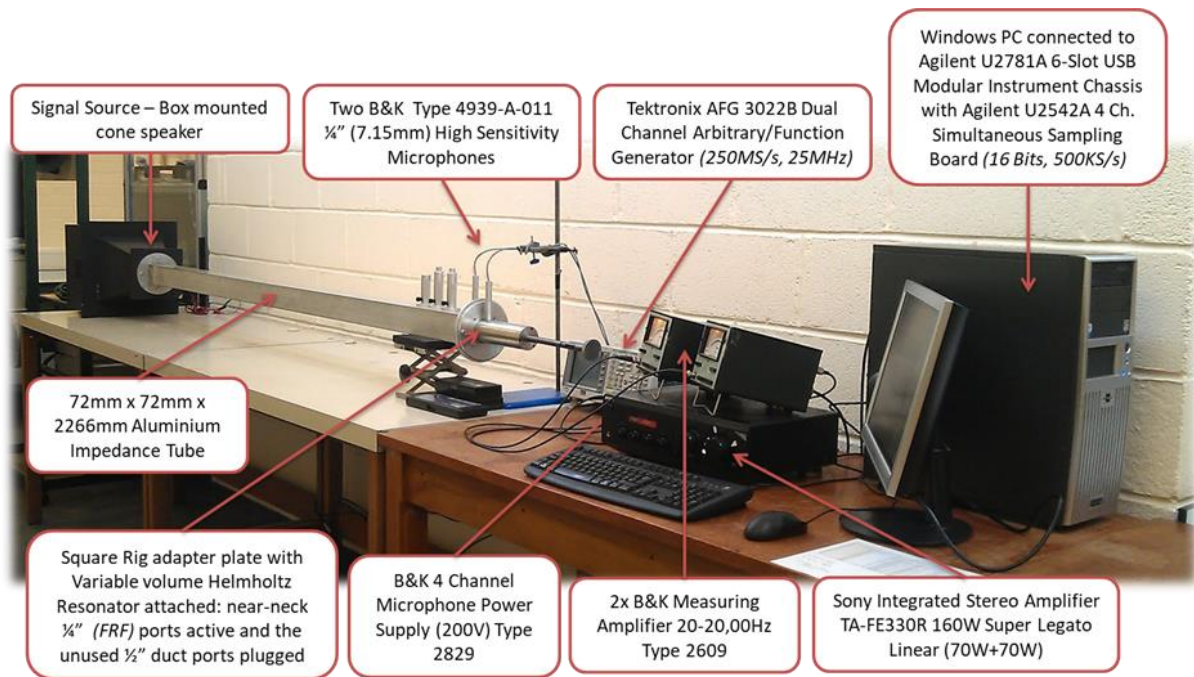 Signal Source – Box mounted
cone speaker
Two B&K Type 4939-A-011
¼” (7.15mm) High Sensitivity
Microphones
Tektronix AFG 3022B Dual
Channel Arbitrary/Function
Generator (250MS/s, 25MHz)
Windows PC connected to
Agilent U2781A 6-Slot USB
Modular Instrument Chassis
with Agilent U2542A 4 Ch.
Simultaneous Sampling
Board (16 Bits, 500KS/s)
72mm x 72mm x
2266mm Aluminium
Impedance Tube
Square Rig adapter plate with
Variable volume Helmholtz
Resonator attached: near-neck
¼” (FRF) ports active and the
unused ½” duct ports plugged
B&K 4 Channel
Microphone Power
Supply (200V) Type
2829
2x B&K Measuring
Amplifier 20-20,00Hz
Type 2609
Sony Integrated Stereo Amplifier
TA-FE330R 160W Super Legato
Linear (70W+70W)